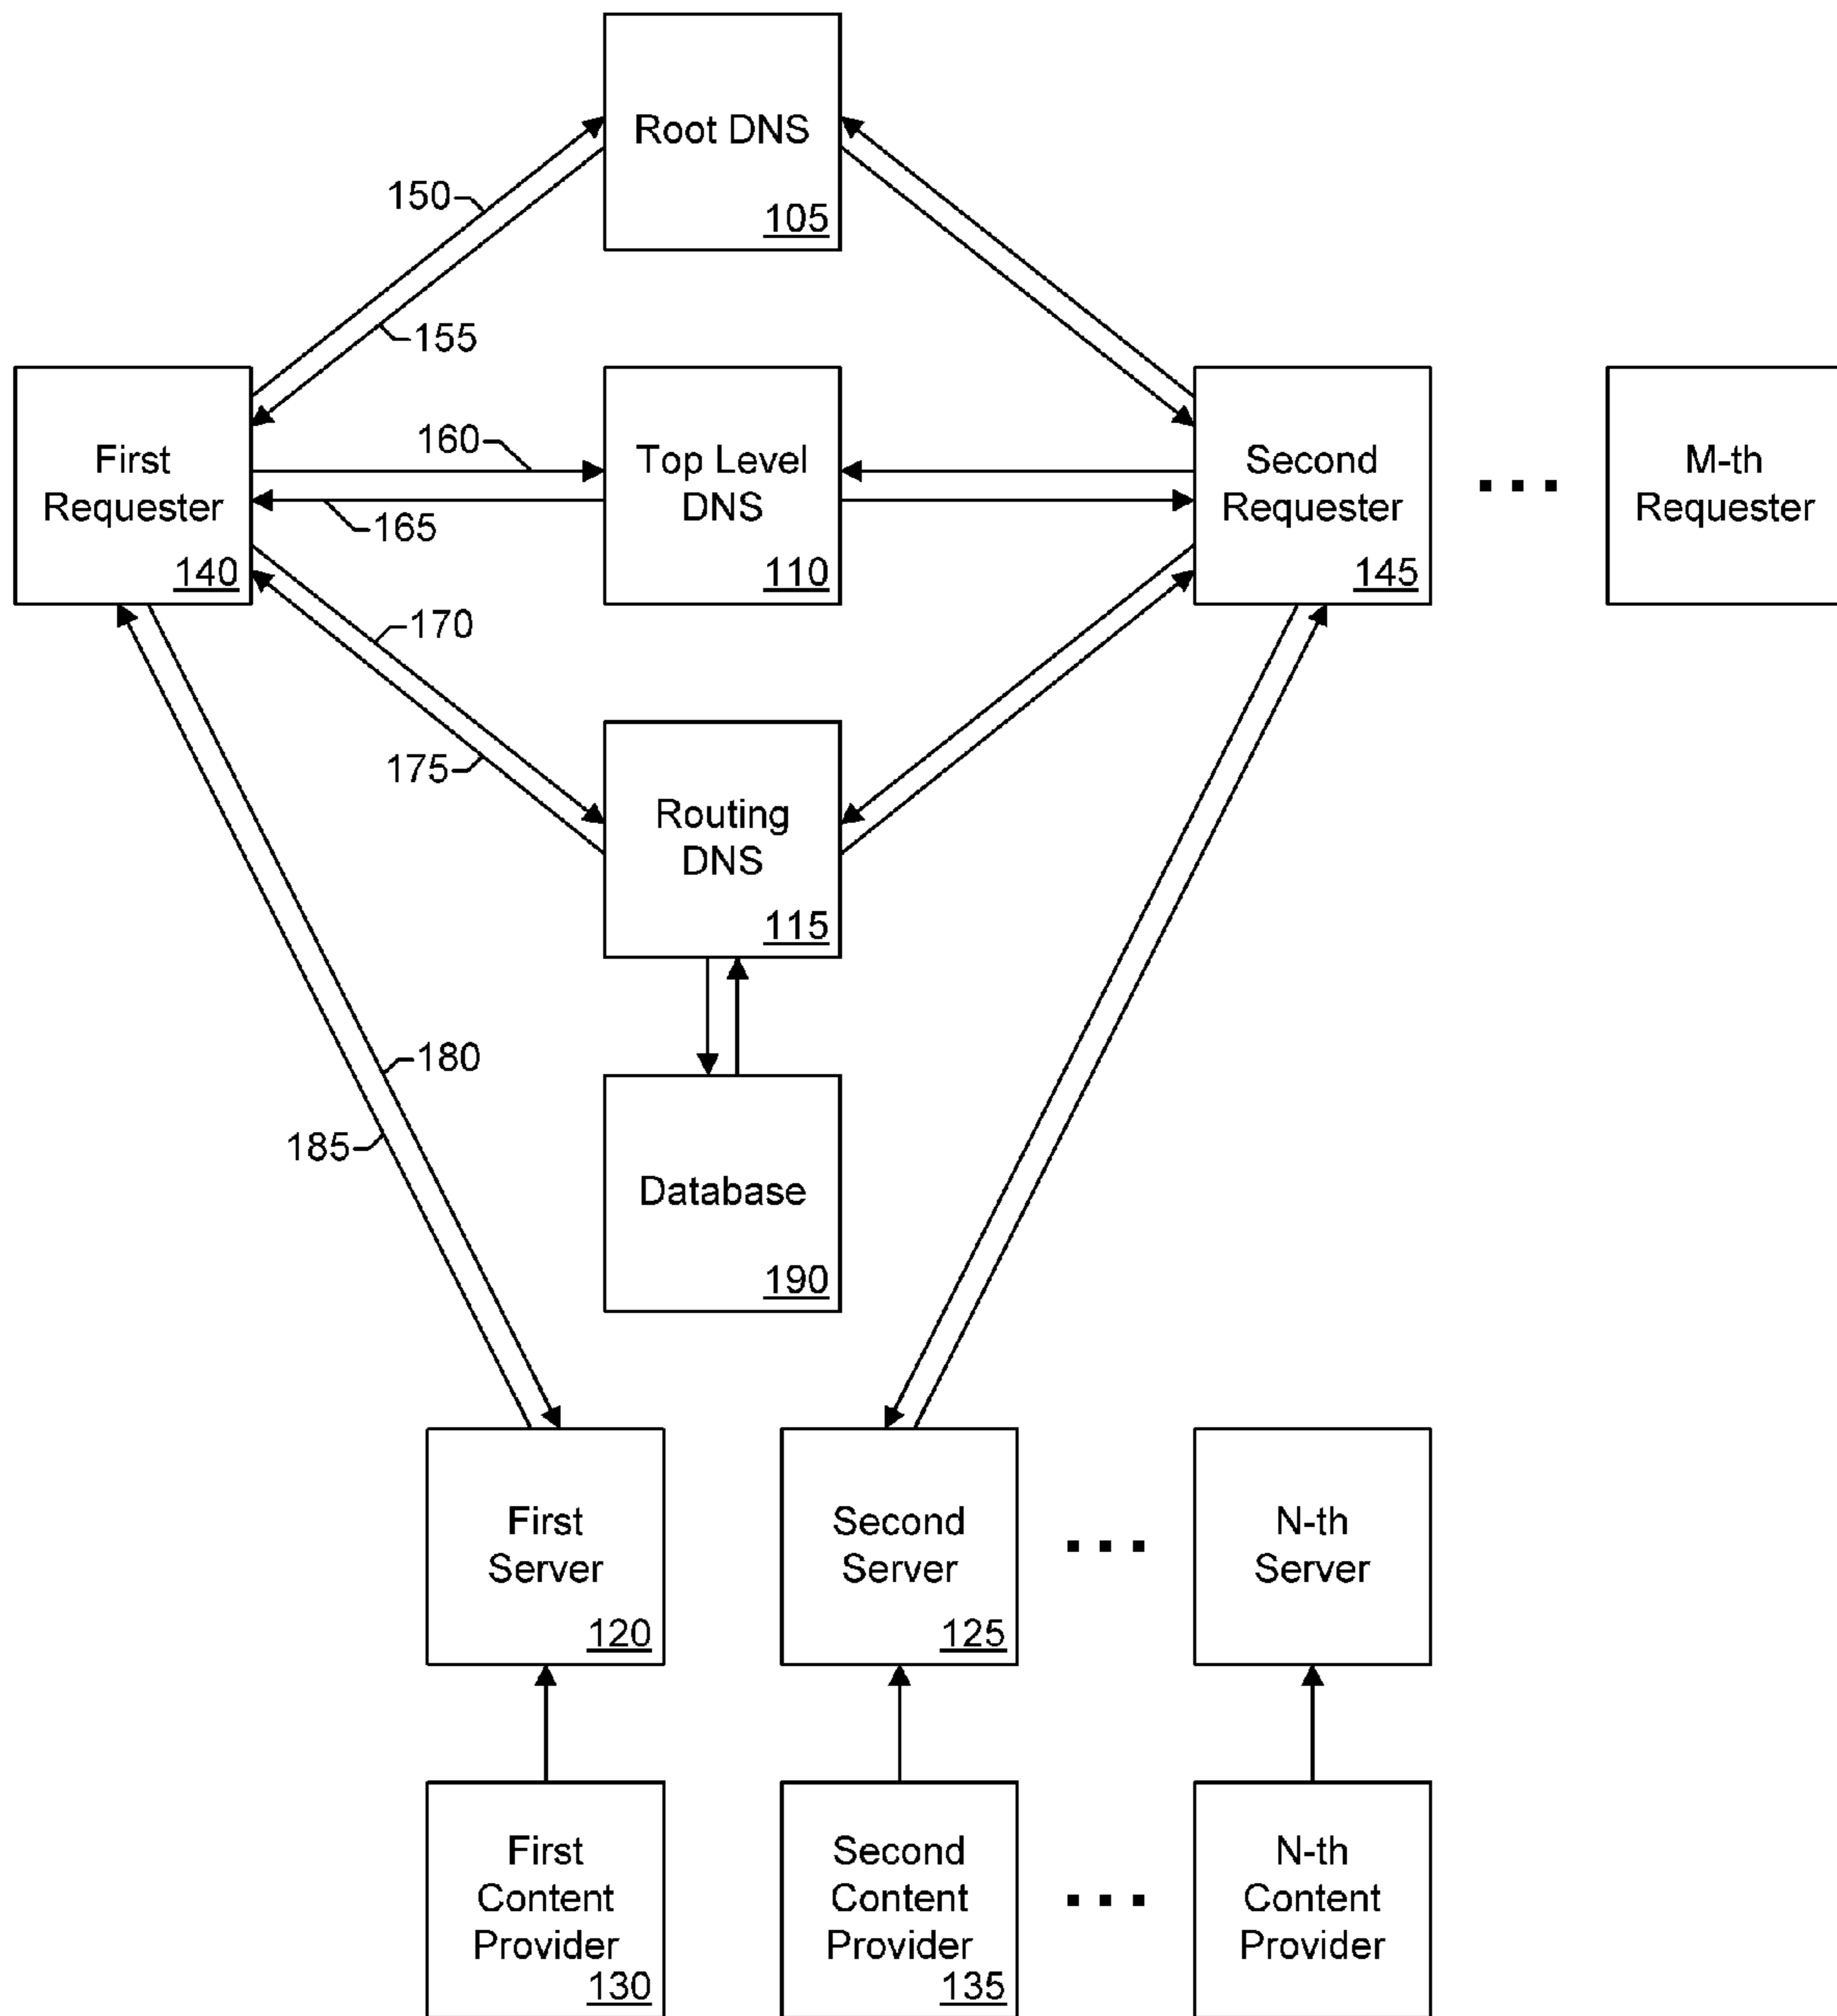 Root DNS
105
150
155
First
Requester
140
160
165
Top Level
DNS
110
Second
Requester
145
M-th
Requester
170
175
Routing
DNS
115
180
185
Database
190
First
Server
120
Second
Server
125
N-th
Server
First
Content
Provider
130
Second
Content
Provider
135
N-th
Content
Provider